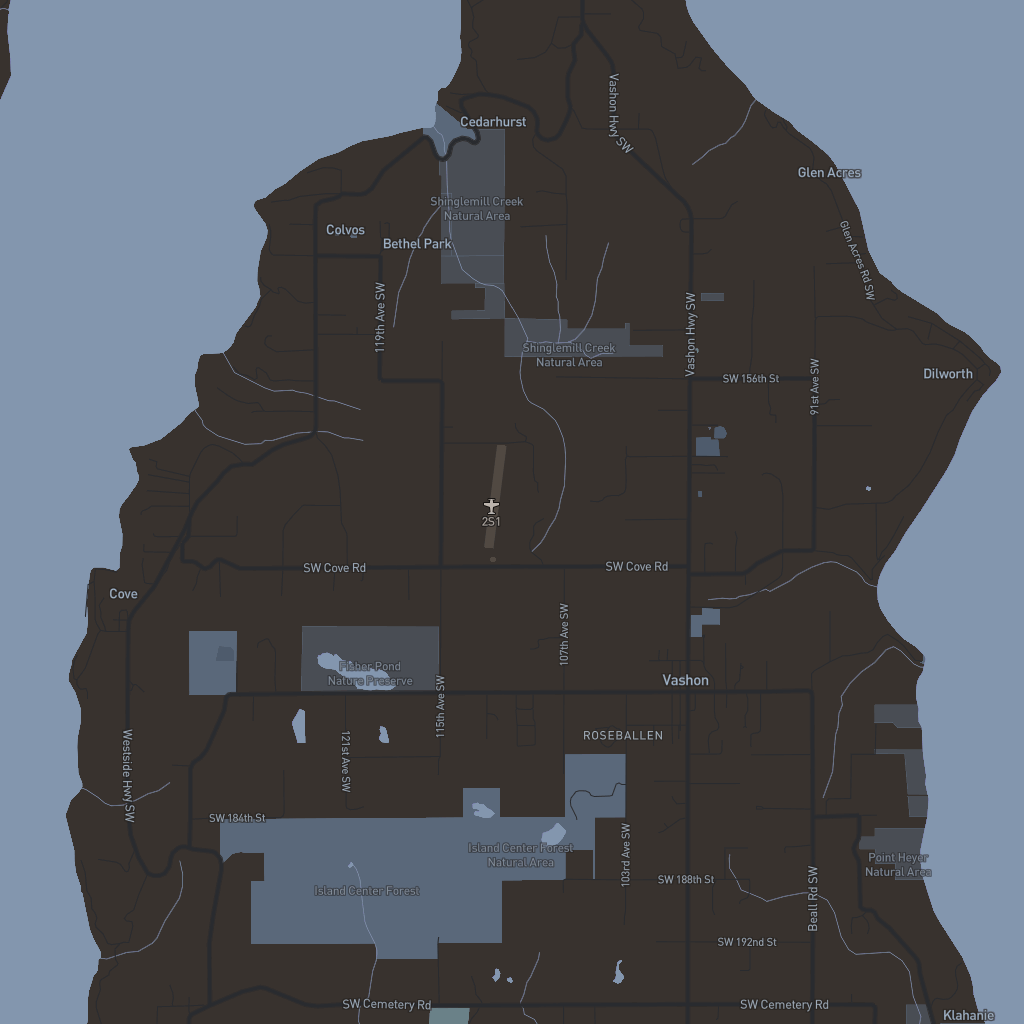 Vashon Hwy SW
Cedarhurst
Glen Acres
Shinglemill Creek
Natural Area
Colvos
Bethel Park
Glen Acres Rd SW
119th Ave SW
Vashon Hwy SW
Shinglemill Creek
Natural Area
91st Ave SW
SW 156th St
Dilworth
2S1
SW Cove Rd
SW Cove Rd
Cove
107th Ave SW
Fisher Pond
Nature Preserve
Vashon
115th Ave SW
ROSEBALLEN
121st Ave SW
Westside Hwy SW
SW 184th St
Island Center Forest
Natural Area
103rd Ave SW
Point Heyer
Natural Area
SW 188th St
Island Center Forest
Beall Rd SW
SW 192nd St
SW Cemetery Rd
SW Cemetery Rd
Klahanie